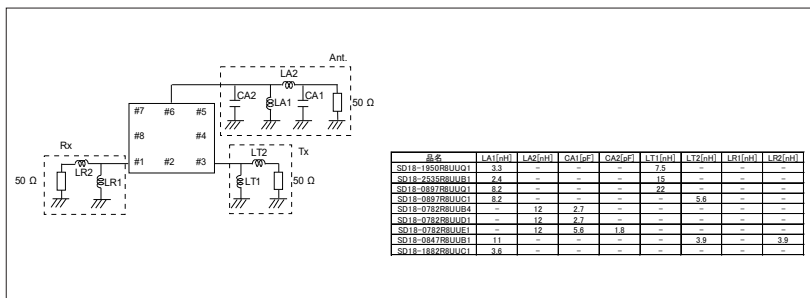 Ant.
LA2
CA2
LA1
CA1
50 Ω
#7
#6
#5
#8
#4
#1
#2
#3
Rx
LR2
50 Ω
LR1
Tx
LT2
LT1
50 Ω
品名 LA1[nH] LA2[nH] CA1[pF] CA2[pF] LT1[nH] LT2[nH] LR1[nH] LR2[nH]
SD18-1950R8UUQ1 3.3 - - - 7.5 - - -
SD18-2535R8UUB1 2.4 - - - 15 - - -
SD18-0897R8UUQ1 8.2 - - - 22 - - -
SD18-0897R8UUC1 8.2 - - - - 5.6 - -
SD18-0782R8UUB4 - 12 2.7 - - - - -
SD18-0782R8UUD1 - 12 2.7 - - - - -
SD18-0782R8UUE1 - 12 5.6 1.8 - - - -
SD18-0847R8UUB1 11 - - - - 3.9 - 3.9
SD18-1882R8UUC1 3.6 - - - - - - -